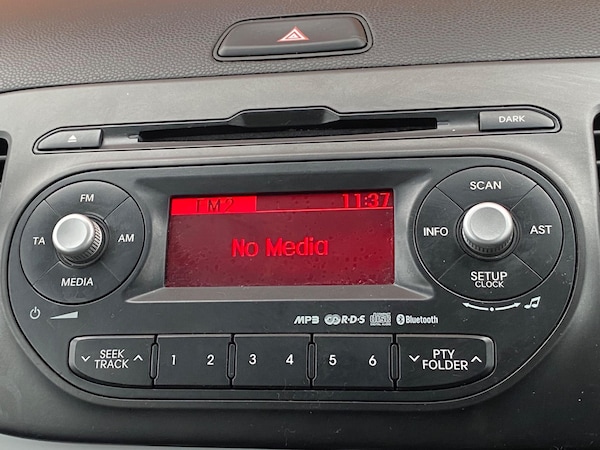 DARK
FM
TA
AM
MEDIA
FM2 11:37
No Media
SCAN
INFO
AST
SETUP
CLOCK
MP3 R·D·S disc Bluetooth
SEEK
TRACK
1 2 3 4 5 6
PTY
FOLDER